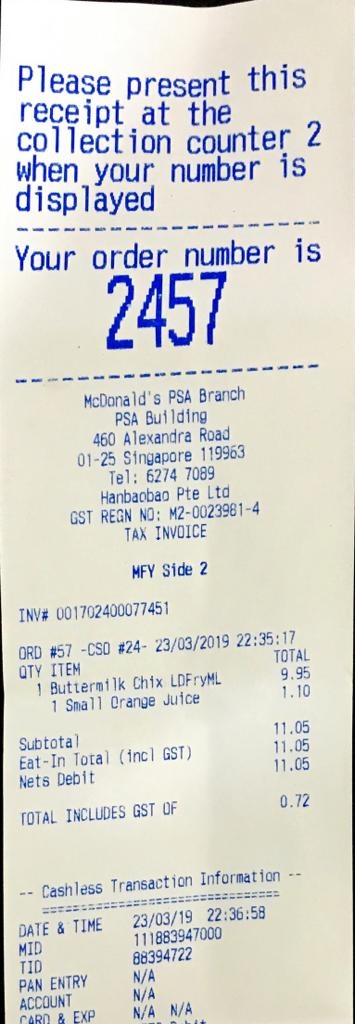 Please present this
receipt at the
collection counter 2
when your number is
displayed
Your order number is
2457
McDonald's PSA Branch
PSA Building
460 Alexandra Road
01-25 Singapore 119963
Tel: 6274 7089
Hanbaobao Pte Ltd
GST REGN NO: M2-0023981-4
TAX INVOICE
MFY Side 2
INV# 001702400077451
ORD #57 -CSO #24- 23/03/2019 22:35:17
QTY ITEM TOTAL
1 Buttermilk Chix LDFryML 9.95
1 Small Orange Juice 1.10
Subtotal 11.05
Eat-In Total (incl GST) 11.05
Nets Debit 11.05
TOTAL INCLUDES GST OF 0.72
-- Cashless Transaction Information --
DATE & TIME 23/03/19 22:36:58
MID 111883947000
TID 88394722
PAN ENTRY N/A
ACCOUNT N/A
CARD & EXP N/A N/A